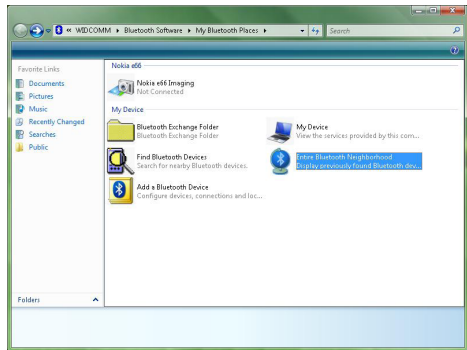 « WIDCOMM ▸ Bluetooth Software ▸ My Bluetooth Places ▸
Search
Favorite Links
Documents
Pictures
Music
Recently Changed
Searches
Public
Folders
Nokia e66
Nokia e66 Imaging
Not Connected
My Device
Bluetooth Exchange Folder
Bluetooth Exchange Folder
My Device
View the services provided by this com...
Find Bluetooth Devices
Search for nearby Bluetooth devices.
Entire Bluetooth Neighborhood
Display previously found Bluetooth dev...
Add a Bluetooth Device
Configure devices, connections and loc...